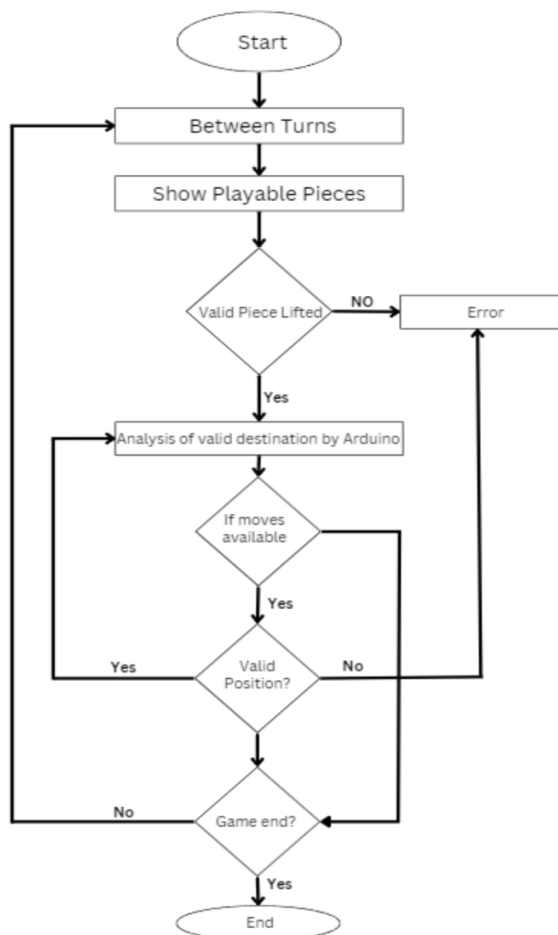 Start
Between Turns
Show Playable Pieces
Valid Piece Lifted
NO
Error
Yes
Analysis of valid destination by Arduino
If moves
available
Yes
Yes
Valid
Position?
No
No
Game end?
Yes
End